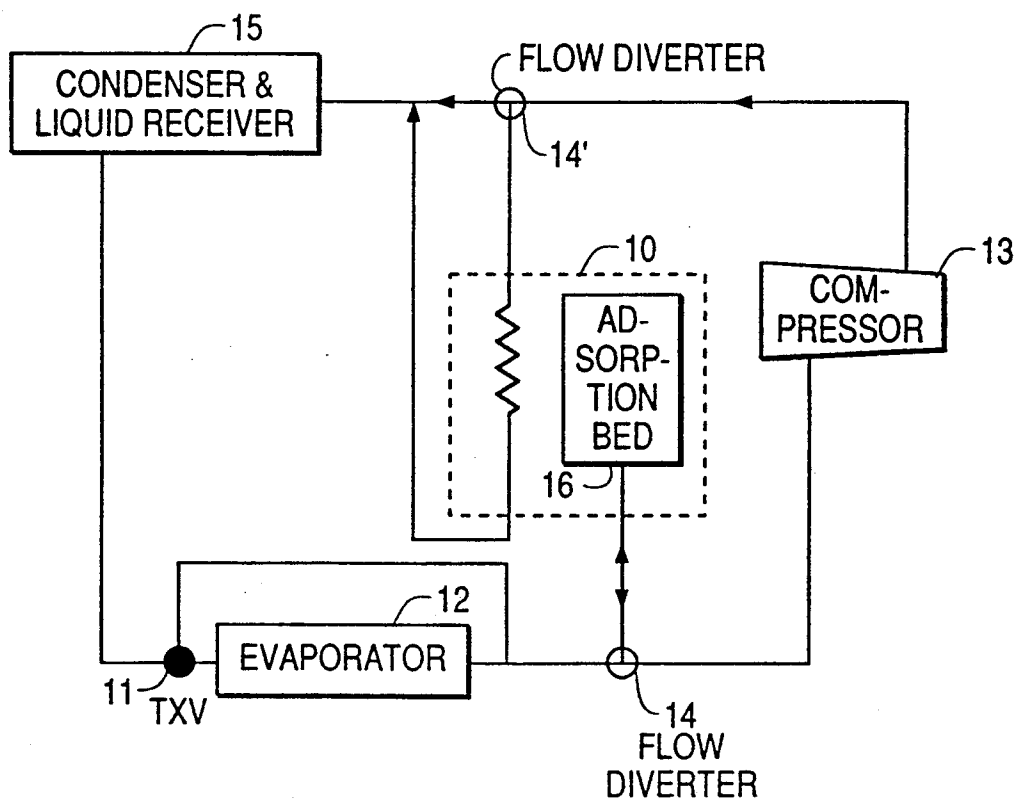 15
CONDENSER &
LIQUID RECEIVER
FLOW DIVERTER
14'
10
13
COM-
PRESSOR
AD-
SORP-
TION
BED
16
12
EVAPORATOR
11
TXV
14
FLOW
DIVERTER